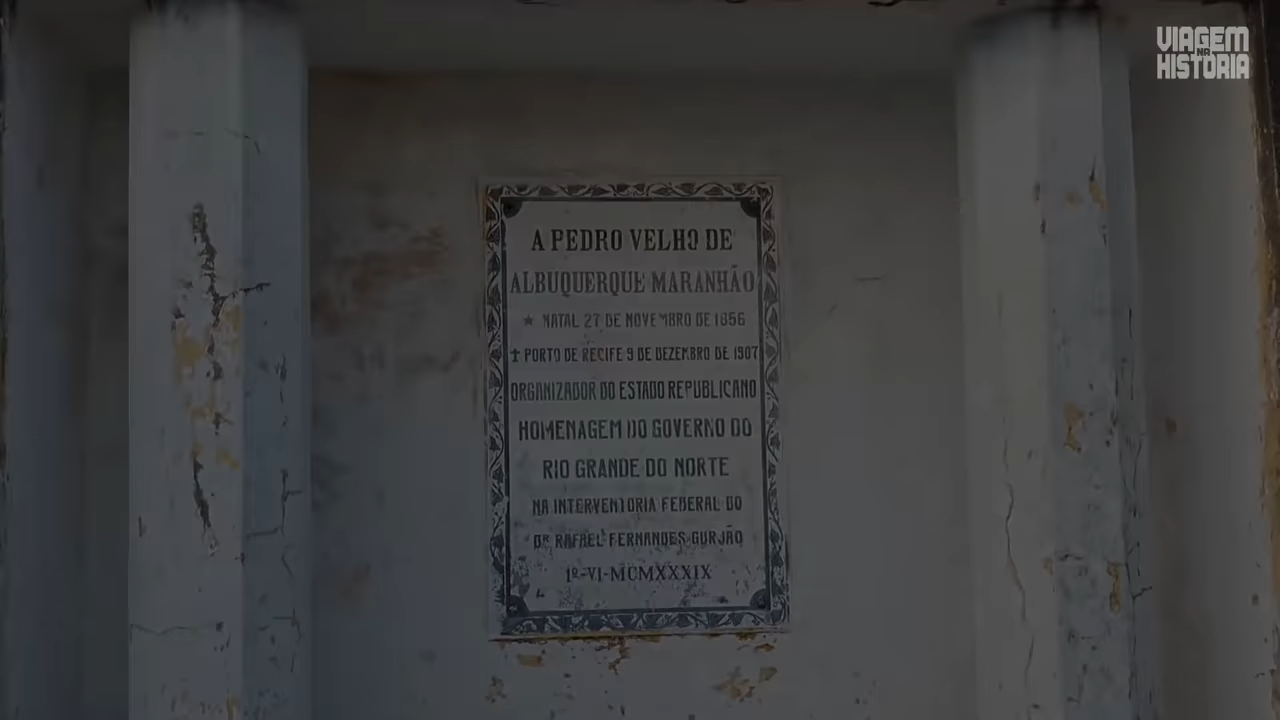 VIAGEM
NA
HISTORIA
A PEDRO VELHO DE
ALBUQUERQUE MARANHÃO
★ NATAL 27 DE NOVEMBRO DE 1856
✝ PORTO DE RECIFE 9 DE DEZEMBRO DE 1907
ORGANIZADOR DO ESTADO REPUBLICANO
HOMENAGEM DO GOVERNO DO
RIO GRANDE DO NORTE
NA INTERVENTORIA FEDERAL DO
DR RAFAEL FERNANDES GURJÃO
1º-VI-MCMXXXIX